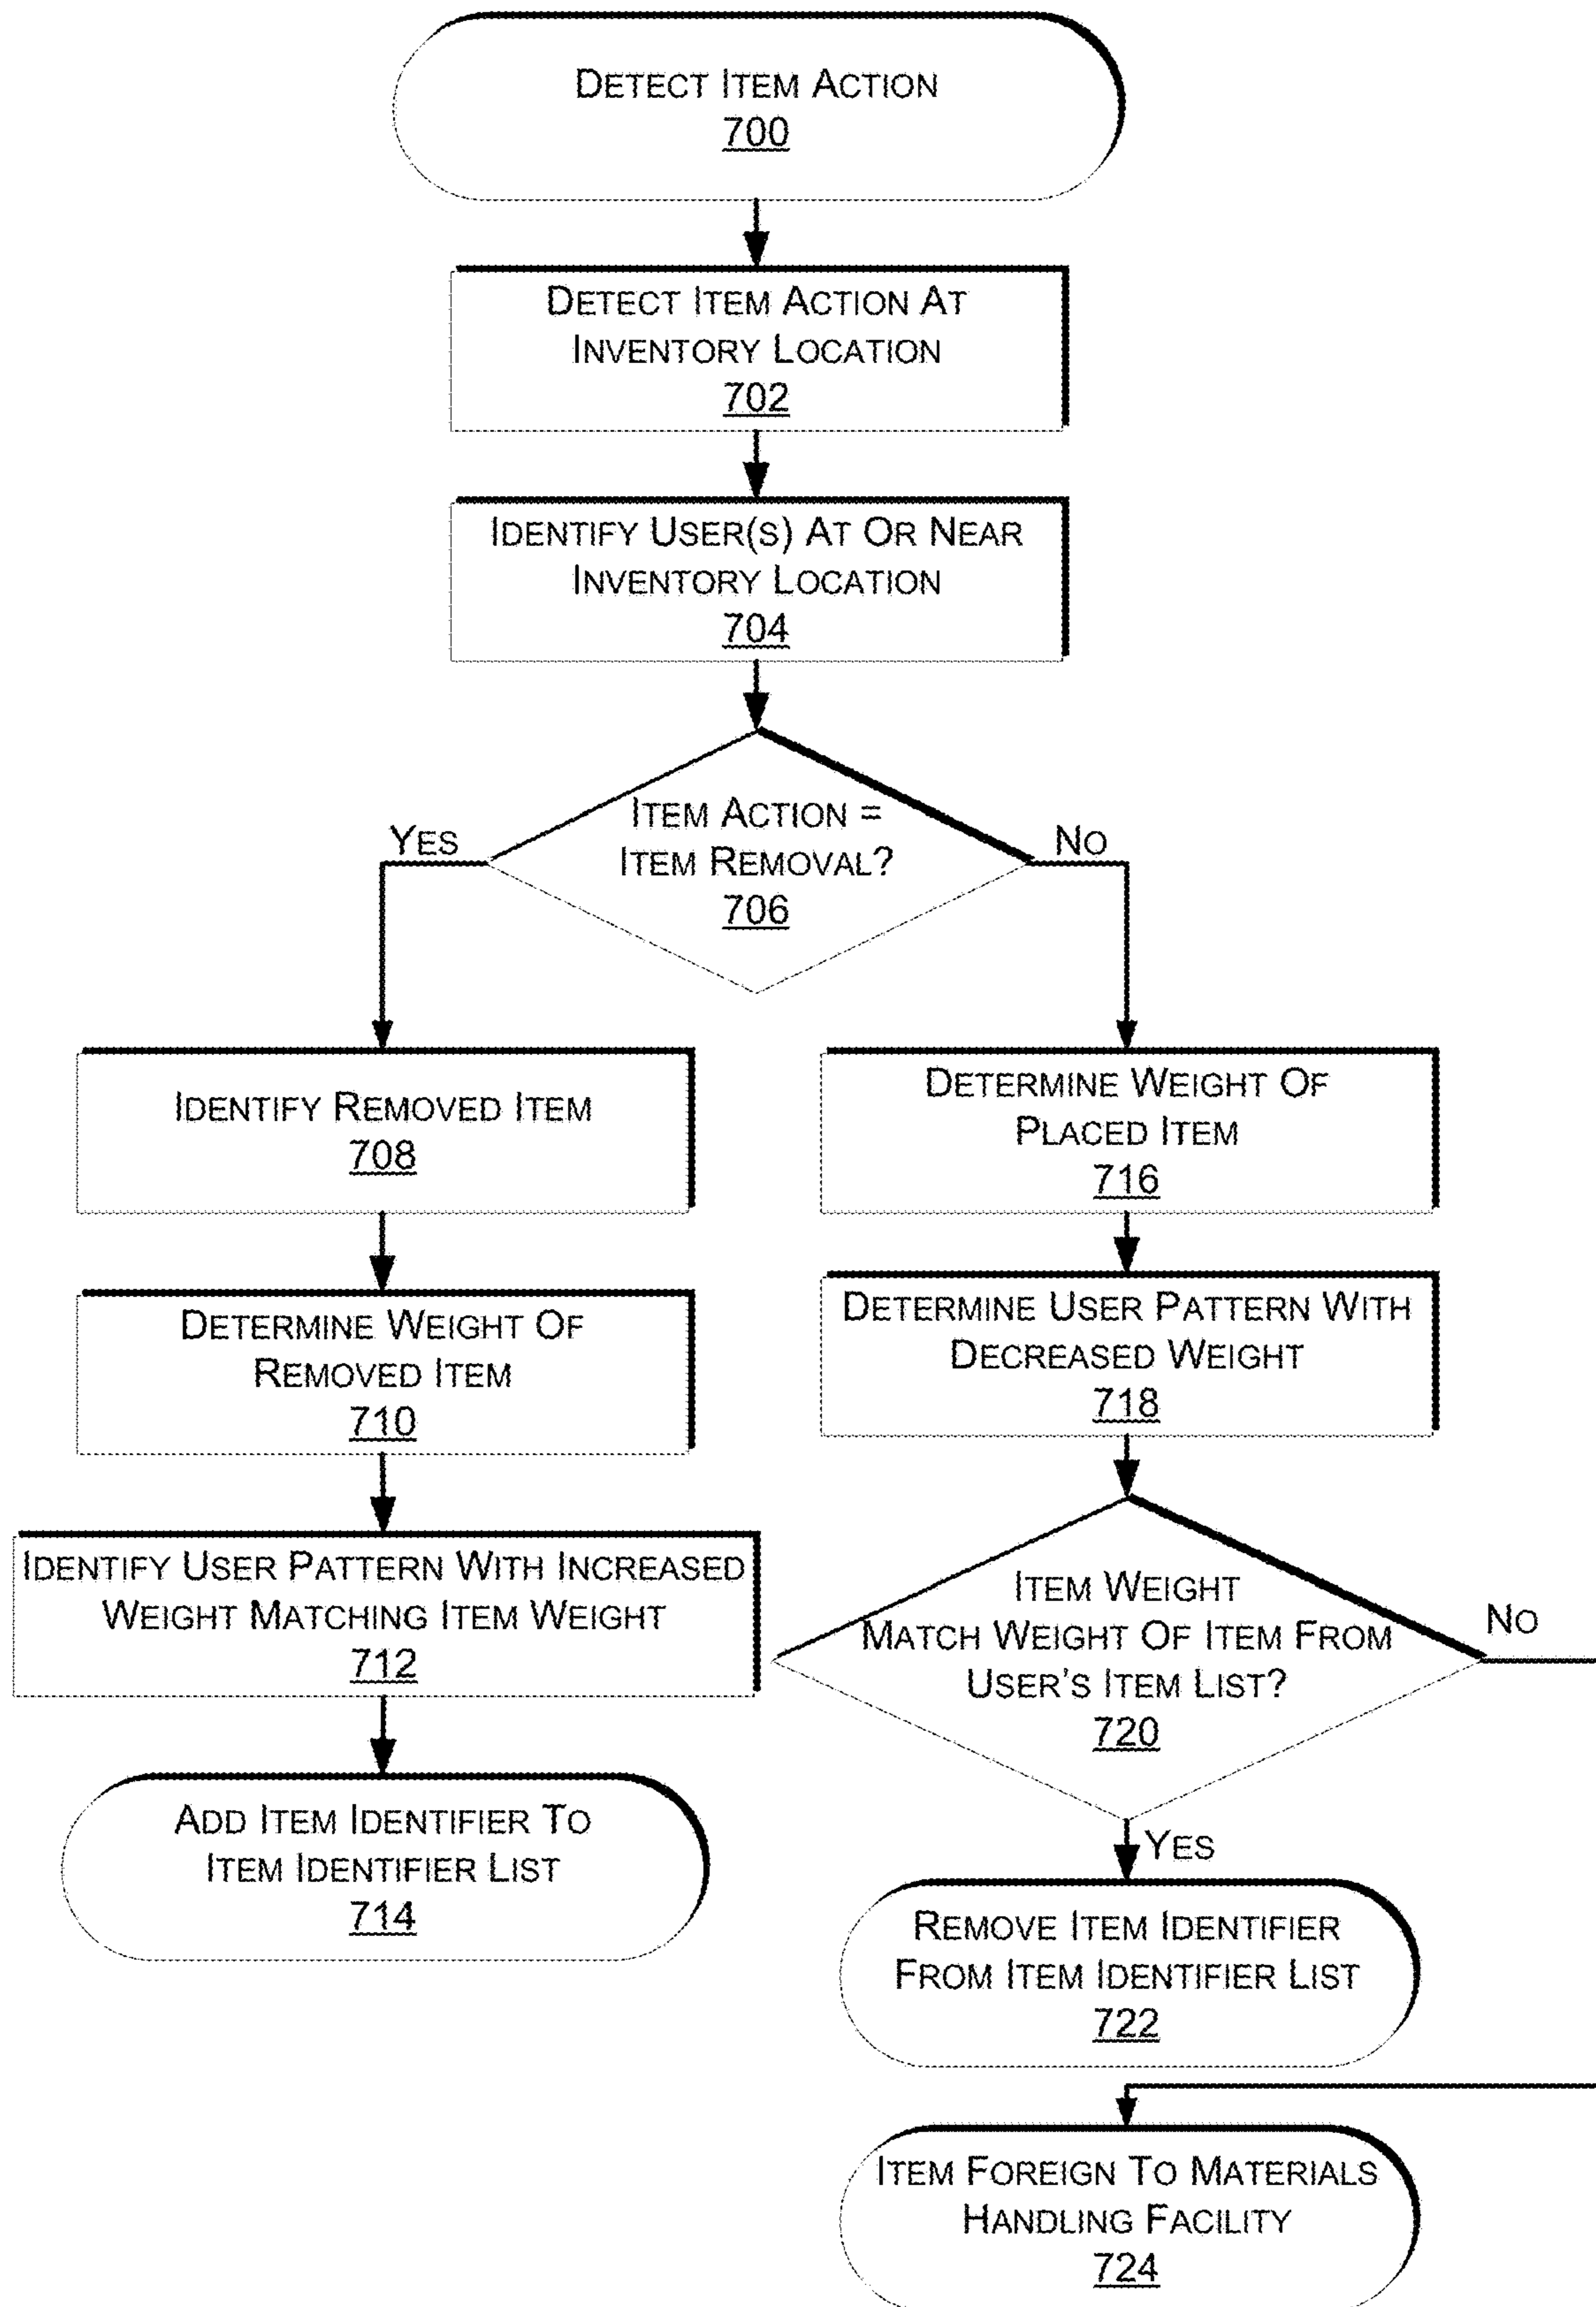 DETECT ITEM ACTION
700
DETECT ITEM ACTION AT
INVENTORY LOCATION
702
IDENTIFY USER(S) AT OR NEAR
INVENTORY LOCATION
704
ITEM ACTION =
ITEM REMOVAL?
706
YES
NO
IDENTIFY REMOVED ITEM
708
DETERMINE WEIGHT OF
REMOVED ITEM
710
IDENTIFY USER PATTERN WITH INCREASED
WEIGHT MATCHING ITEM WEIGHT
712
ADD ITEM IDENTIFIER TO
ITEM IDENTIFIER LIST
714
DETERMINE WEIGHT OF
PLACED ITEM
716
DETERMINE USER PATTERN WITH
DECREASED WEIGHT
718
ITEM WEIGHT
MATCH WEIGHT OF ITEM FROM
USER'S ITEM LIST?
720
NO
YES
REMOVE ITEM IDENTIFIER
FROM ITEM IDENTIFIER LIST
722
ITEM FOREIGN TO MATERIALS
HANDLING FACILITY
724